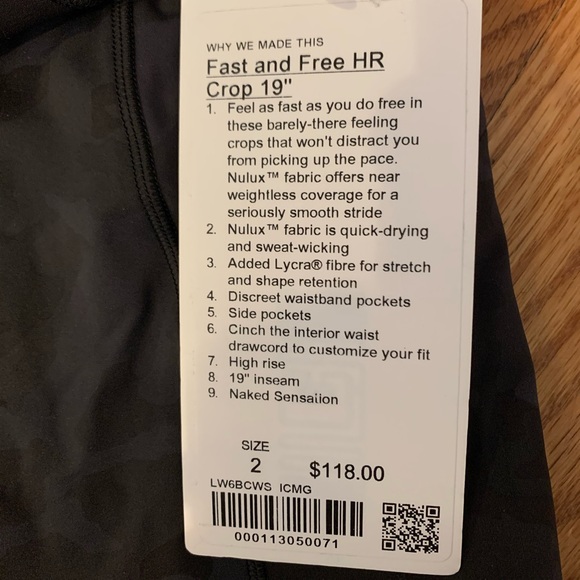 WHY WE MADE THIS
Fast and Free HR
Crop 19"
1. Feel as fast as you do free in
these barely-there feeling
crops that won't distract you
from picking up the pace.
Nulux™ fabric offers near
weightless coverage for a
seriously smooth stride
2. Nulux™ fabric is quick-drying
and sweat-wicking
3. Added Lycra® fibre for stretch
and shape retention
4. Discreet waistband pockets
5. Side pockets
6. Cinch the interior waist
drawcord to customize your fit
7. High rise
8. 19" inseam
9. Naked Sensation
SIZE
2 $118.00
LW6BCWS ICMG
000113050071